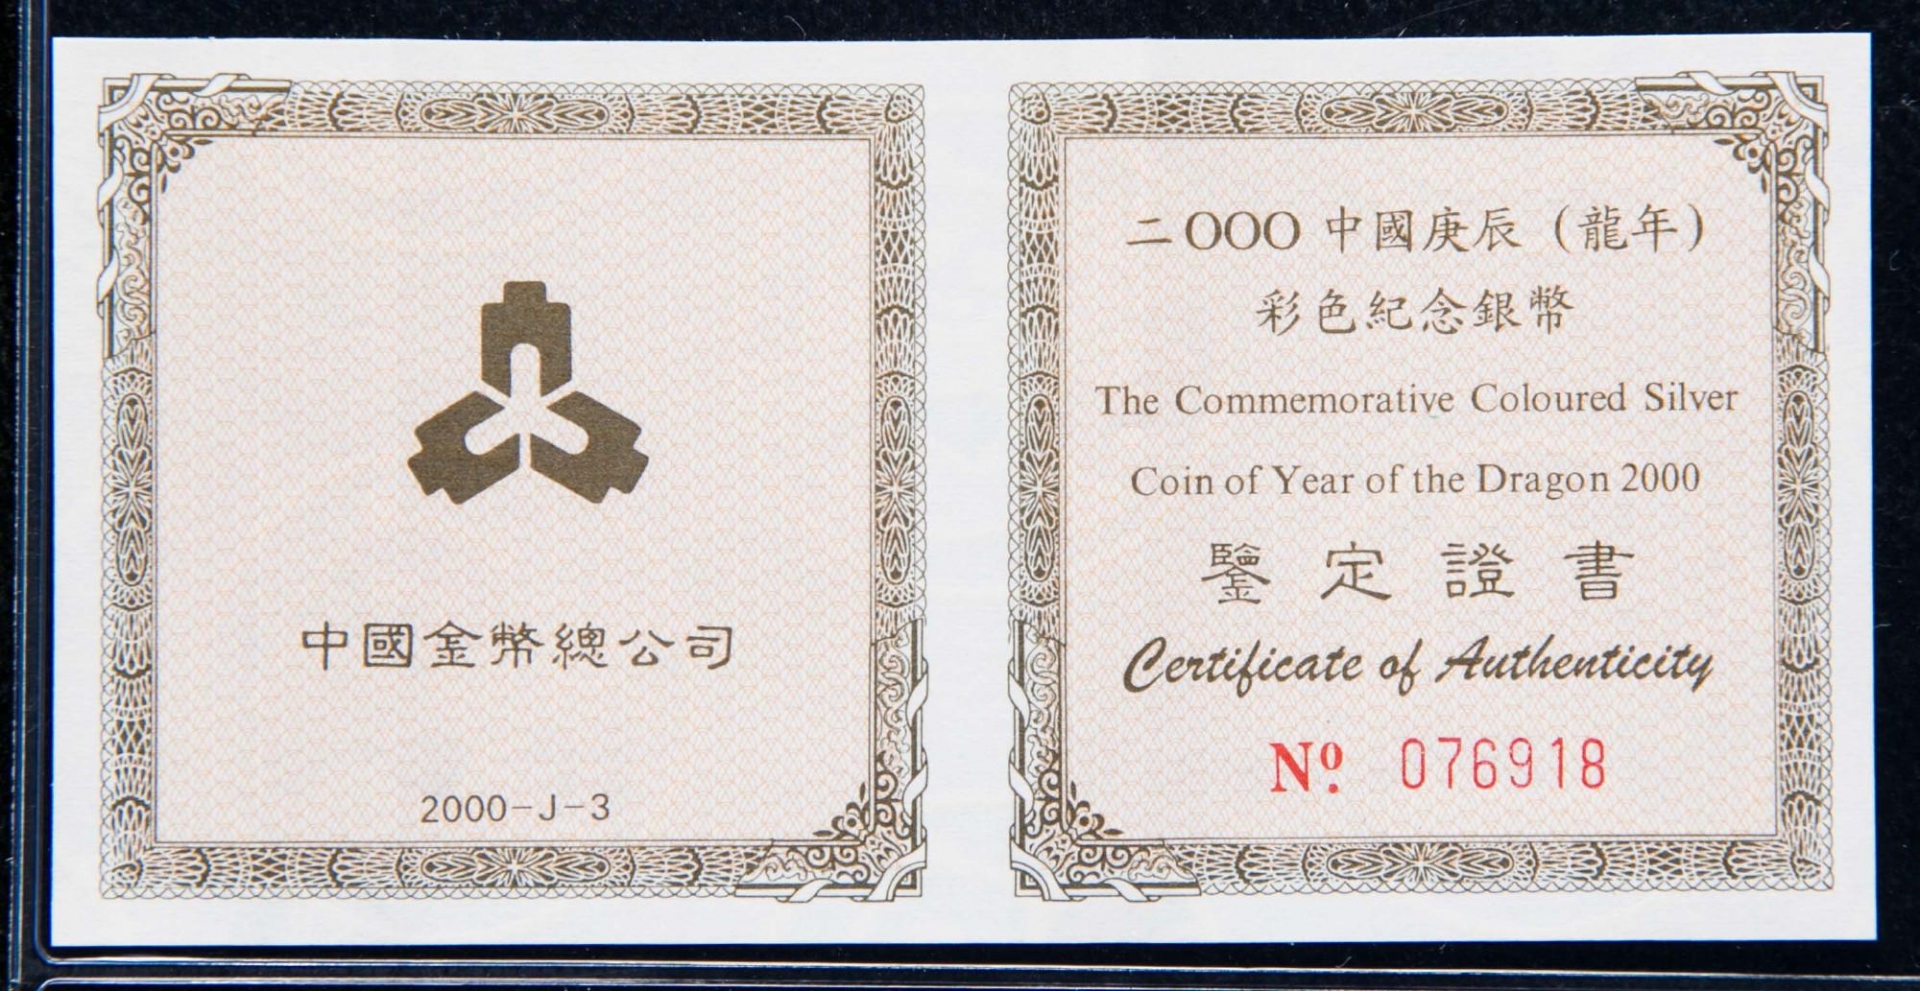 中國金幣總公司
2000-J-3
二OOO 中國庚辰（龍年）
彩色紀念銀幣
The Commemorative Coloured Silver
Coin of Year of the Dragon 2000
鑒定證書
Certificate of Authenticity
Nº. 076918